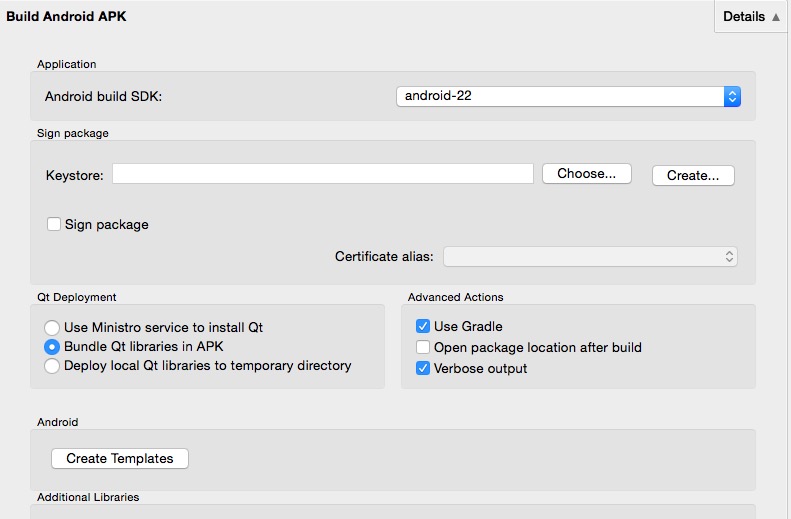 Build Android APK
Details
Application
Android build SDK:
android-22
Sign package
Keystore:
Choose...
Create...
Sign package
Certificate alias:
Qt Deployment
Use Ministro service to install Qt
Bundle Qt libraries in APK
Deploy local Qt libraries to temporary directory
Advanced Actions
Use Gradle
Open package location after build
Verbose output
Android
Create Templates
Additional Libraries